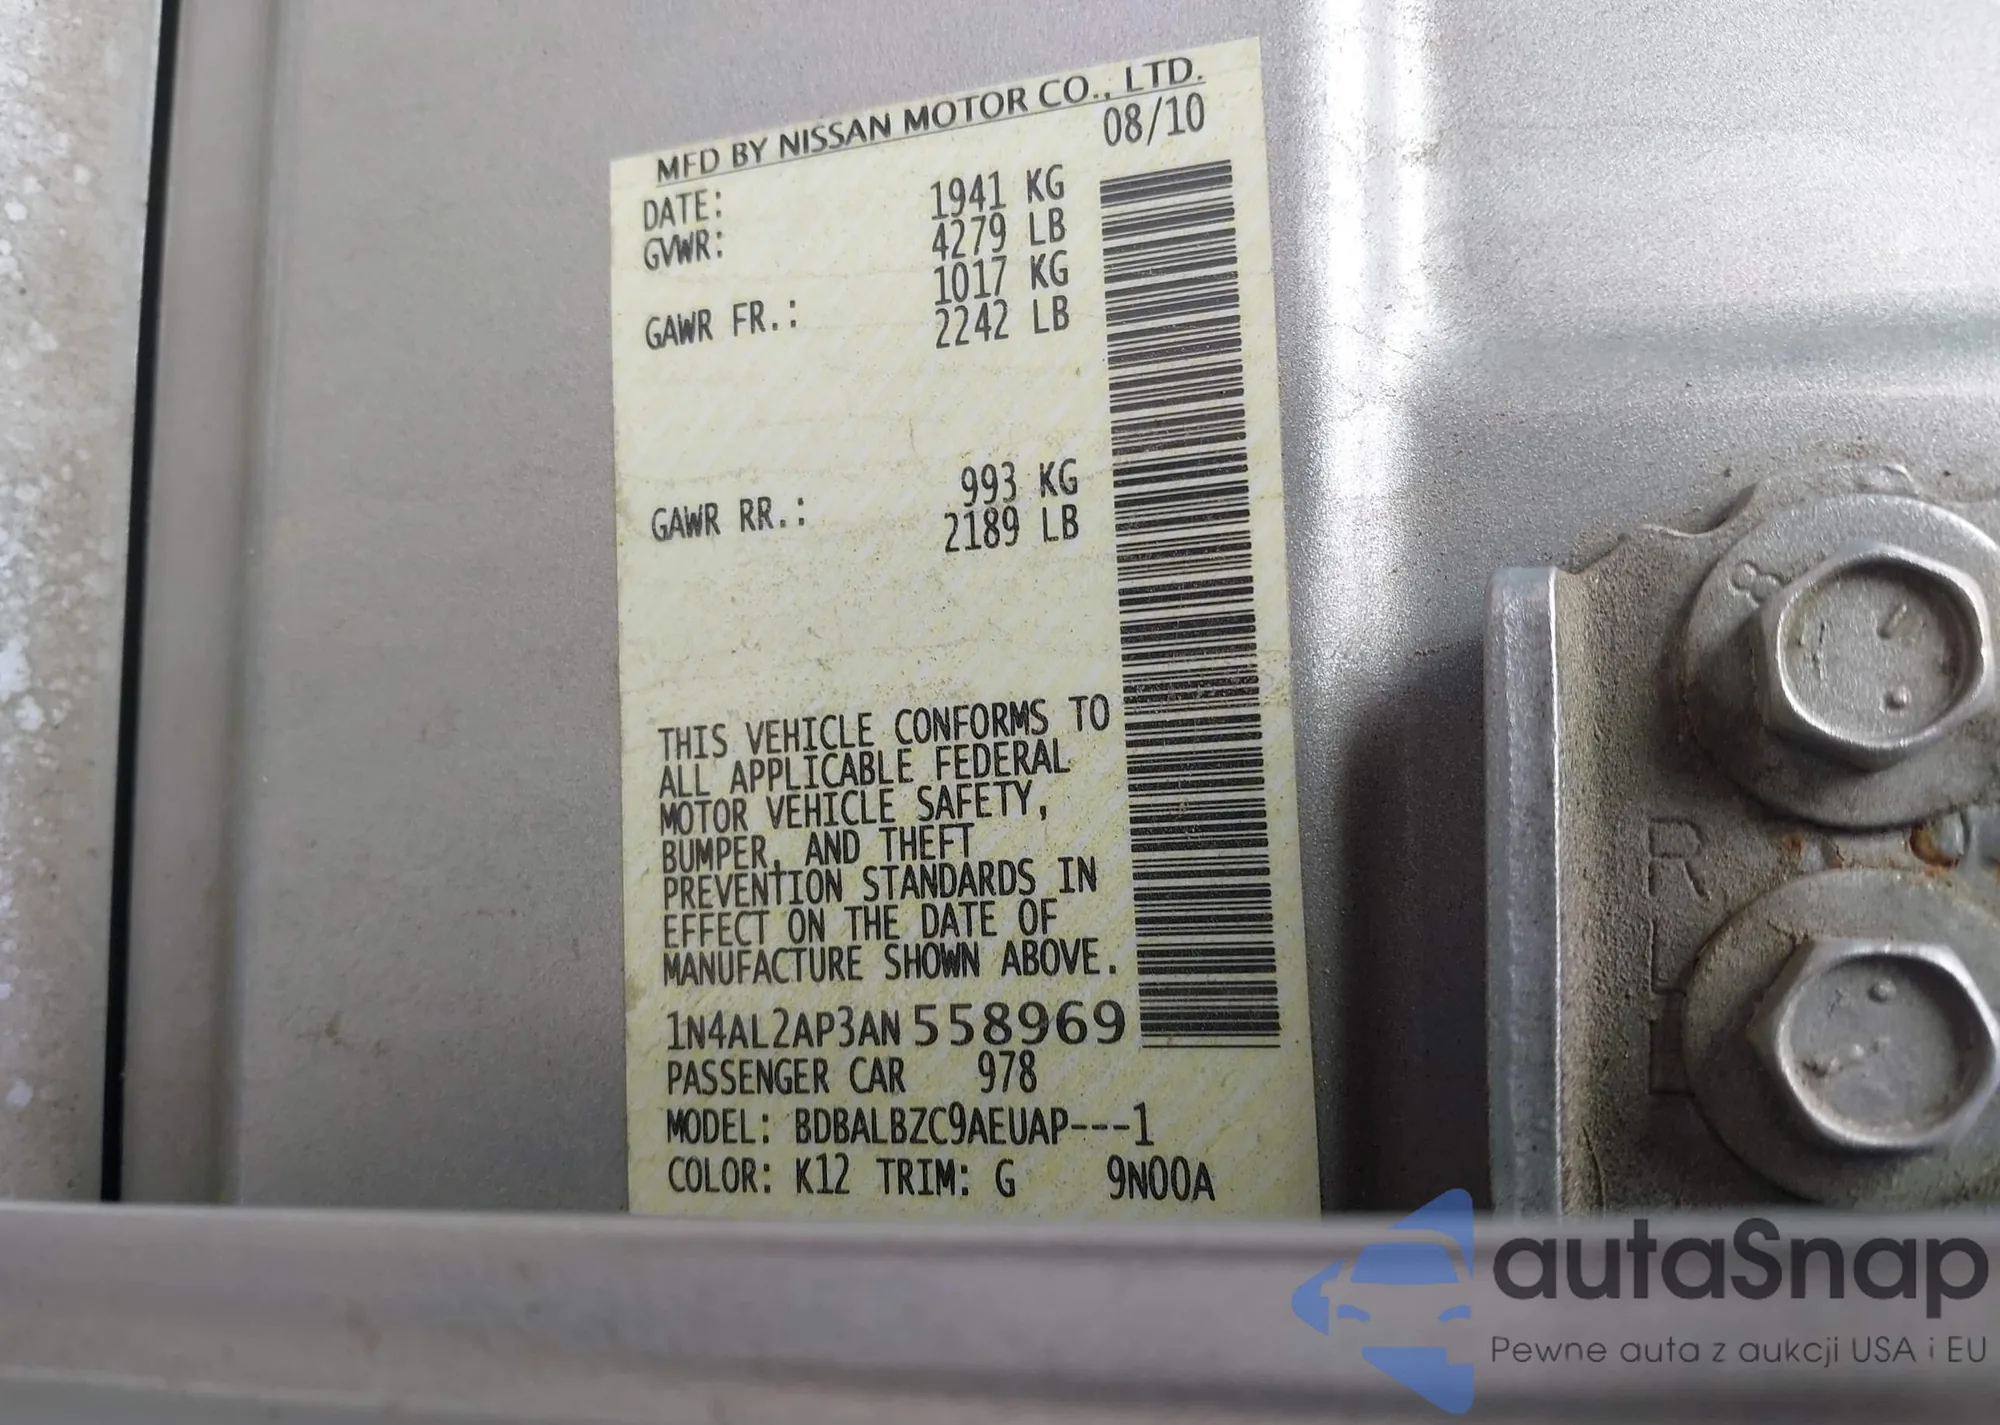 MFD BY NISSAN MOTOR CO., LTD.
DATE: 08/10
GVWR: 1941 KG
4279 LB
GAWR FR.: 1017 KG
2242 LB
GAWR RR.: 993 KG
2189 LB
THIS VEHICLE CONFORMS TO
ALL APPLICABLE FEDERAL
MOTOR VEHICLE SAFETY,
BUMPER, AND THEFT
PREVENTION STANDARDS IN
EFFECT ON THE DATE OF
MANUFACTURE SHOWN ABOVE.
1N4AL2AP3AN558969
PASSENGER CAR 978
MODEL: BDBALBZC9AEUAP---1
COLOR: K12 TRIM: G 9N00A
8
R
autaSnap
Pewne auta z aukcji USA i EU